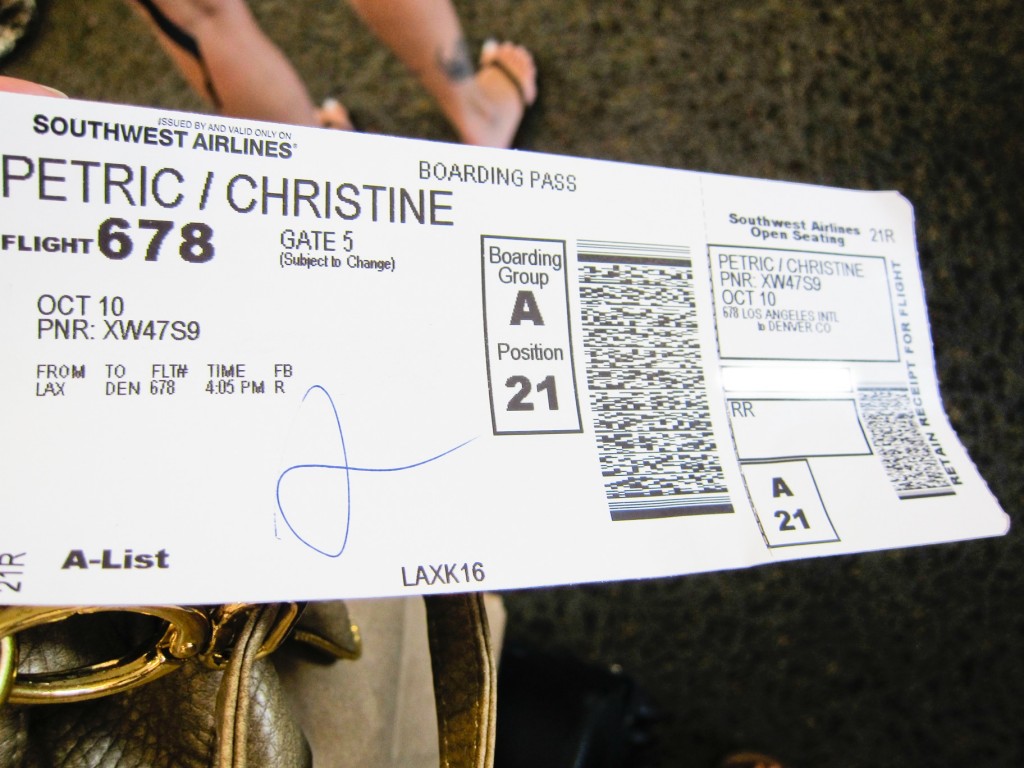 ISSUED BY AND VALID ONLY ON
SOUTHWEST AIRLINES
BOARDING PASS
PETRIC / CHRISTINE
FLIGHT 678
GATE 5
(Subject to Change)
OCT 10
PNR: XW47S9
FROM TO FLT# TIME FB
LAX DEN 678 4:05 PM R
Boarding
Group
A
Position
21
21R
A-List
LAXK16
Southwest Airlines
Open Seating
21R
PETRIC / CHRISTINE
PNR: XW47S9
OCT 10
678 LOS ANGELES INTL
to DENVER CO
RR
A
21
RETAIN RECEIPT FOR FLIGHT